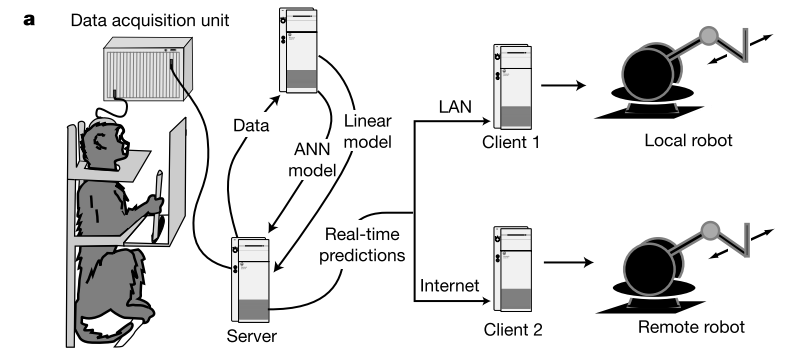 a
Data acquisition unit
Data
ANN
model
Linear
model
Real-time
predictions
Server
LAN
Client 1
Local robot
Internet
Client 2
Remote robot